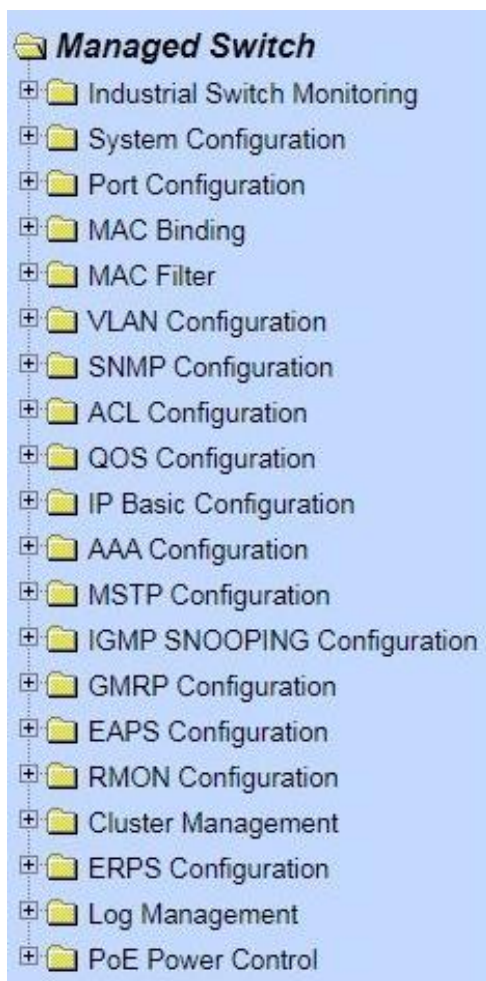 Managed Switch
Industrial Switch Monitoring
System Configuration
Port Configuration
MAC Binding
MAC Filter
VLAN Configuration
SNMP Configuration
ACL Configuration
QOS Configuration
IP Basic Configuration
AAA Configuration
MSTP Configuration
IGMP SNOOPING Configuration
GMRP Configuration
EAPS Configuration
RMON Configuration
Cluster Management
ERPS Configuration
Log Management
PoE Power Control